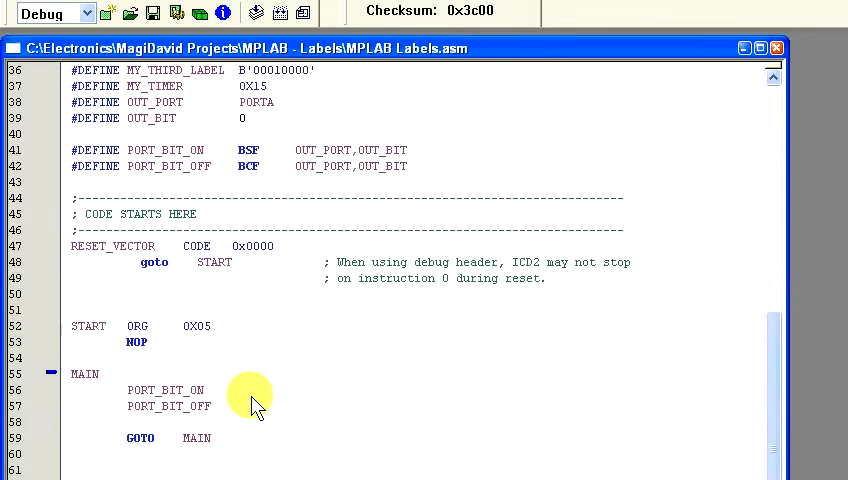 Debug
Checksum: 0x3c00
C:\Electronics\MagiDavid Projects\MPLAB - Labels\MPLAB Labels.asm
36 #DEFINE MY_THIRD_LABEL B'00010000'
37 #DEFINE MY_TIMER 0X15
38 #DEFINE OUT_PORT PORTA
39 #DEFINE OUT_BIT 0
40
41 #DEFINE PORT_BIT_ON BSF OUT_PORT,OUT_BIT
42 #DEFINE PORT_BIT_OFF BCF OUT_PORT,OUT_BIT
43
44 ;------------------------------------------------------------------------------
45 ; CODE STARTS HERE
46 ;------------------------------------------------------------------------------
47 RESET_VECTOR CODE 0x0000
48 goto START ; When using debug header, ICD2 may not stop
49 ; on instruction 0 during reset.
50
51
52 START ORG 0X05
53 NOP
54
55 MAIN
56 PORT_BIT_ON
57 PORT_BIT_OFF
58
59 GOTO MAIN
60
61